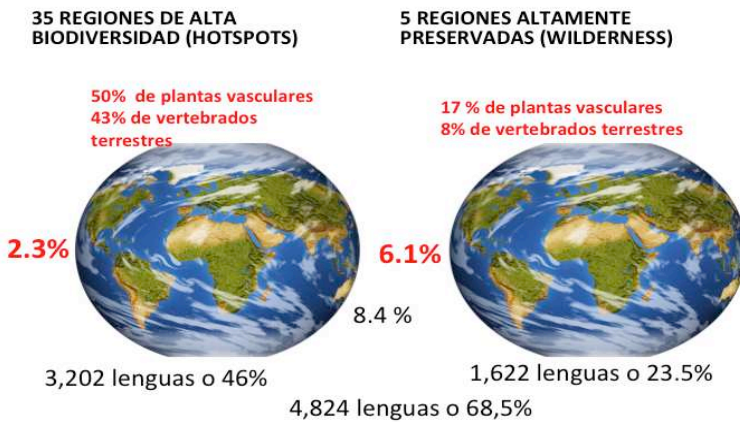 35 REGIONES DE ALTA
BIODIVERSIDAD (HOTSPOTS)
50% de plantas vasculares
43% de vertebrados
terrestres
2.3%
3,202 lenguas o 46%
5 REGIONES ALTAMENTE
PRESERVADAS (WILDERNESS)
17 % de plantas vasculares
8% de vertebrados terrestres
6.1%
1,622 lenguas o 23.5%
8.4 %
4,824 lenguas o 68,5%